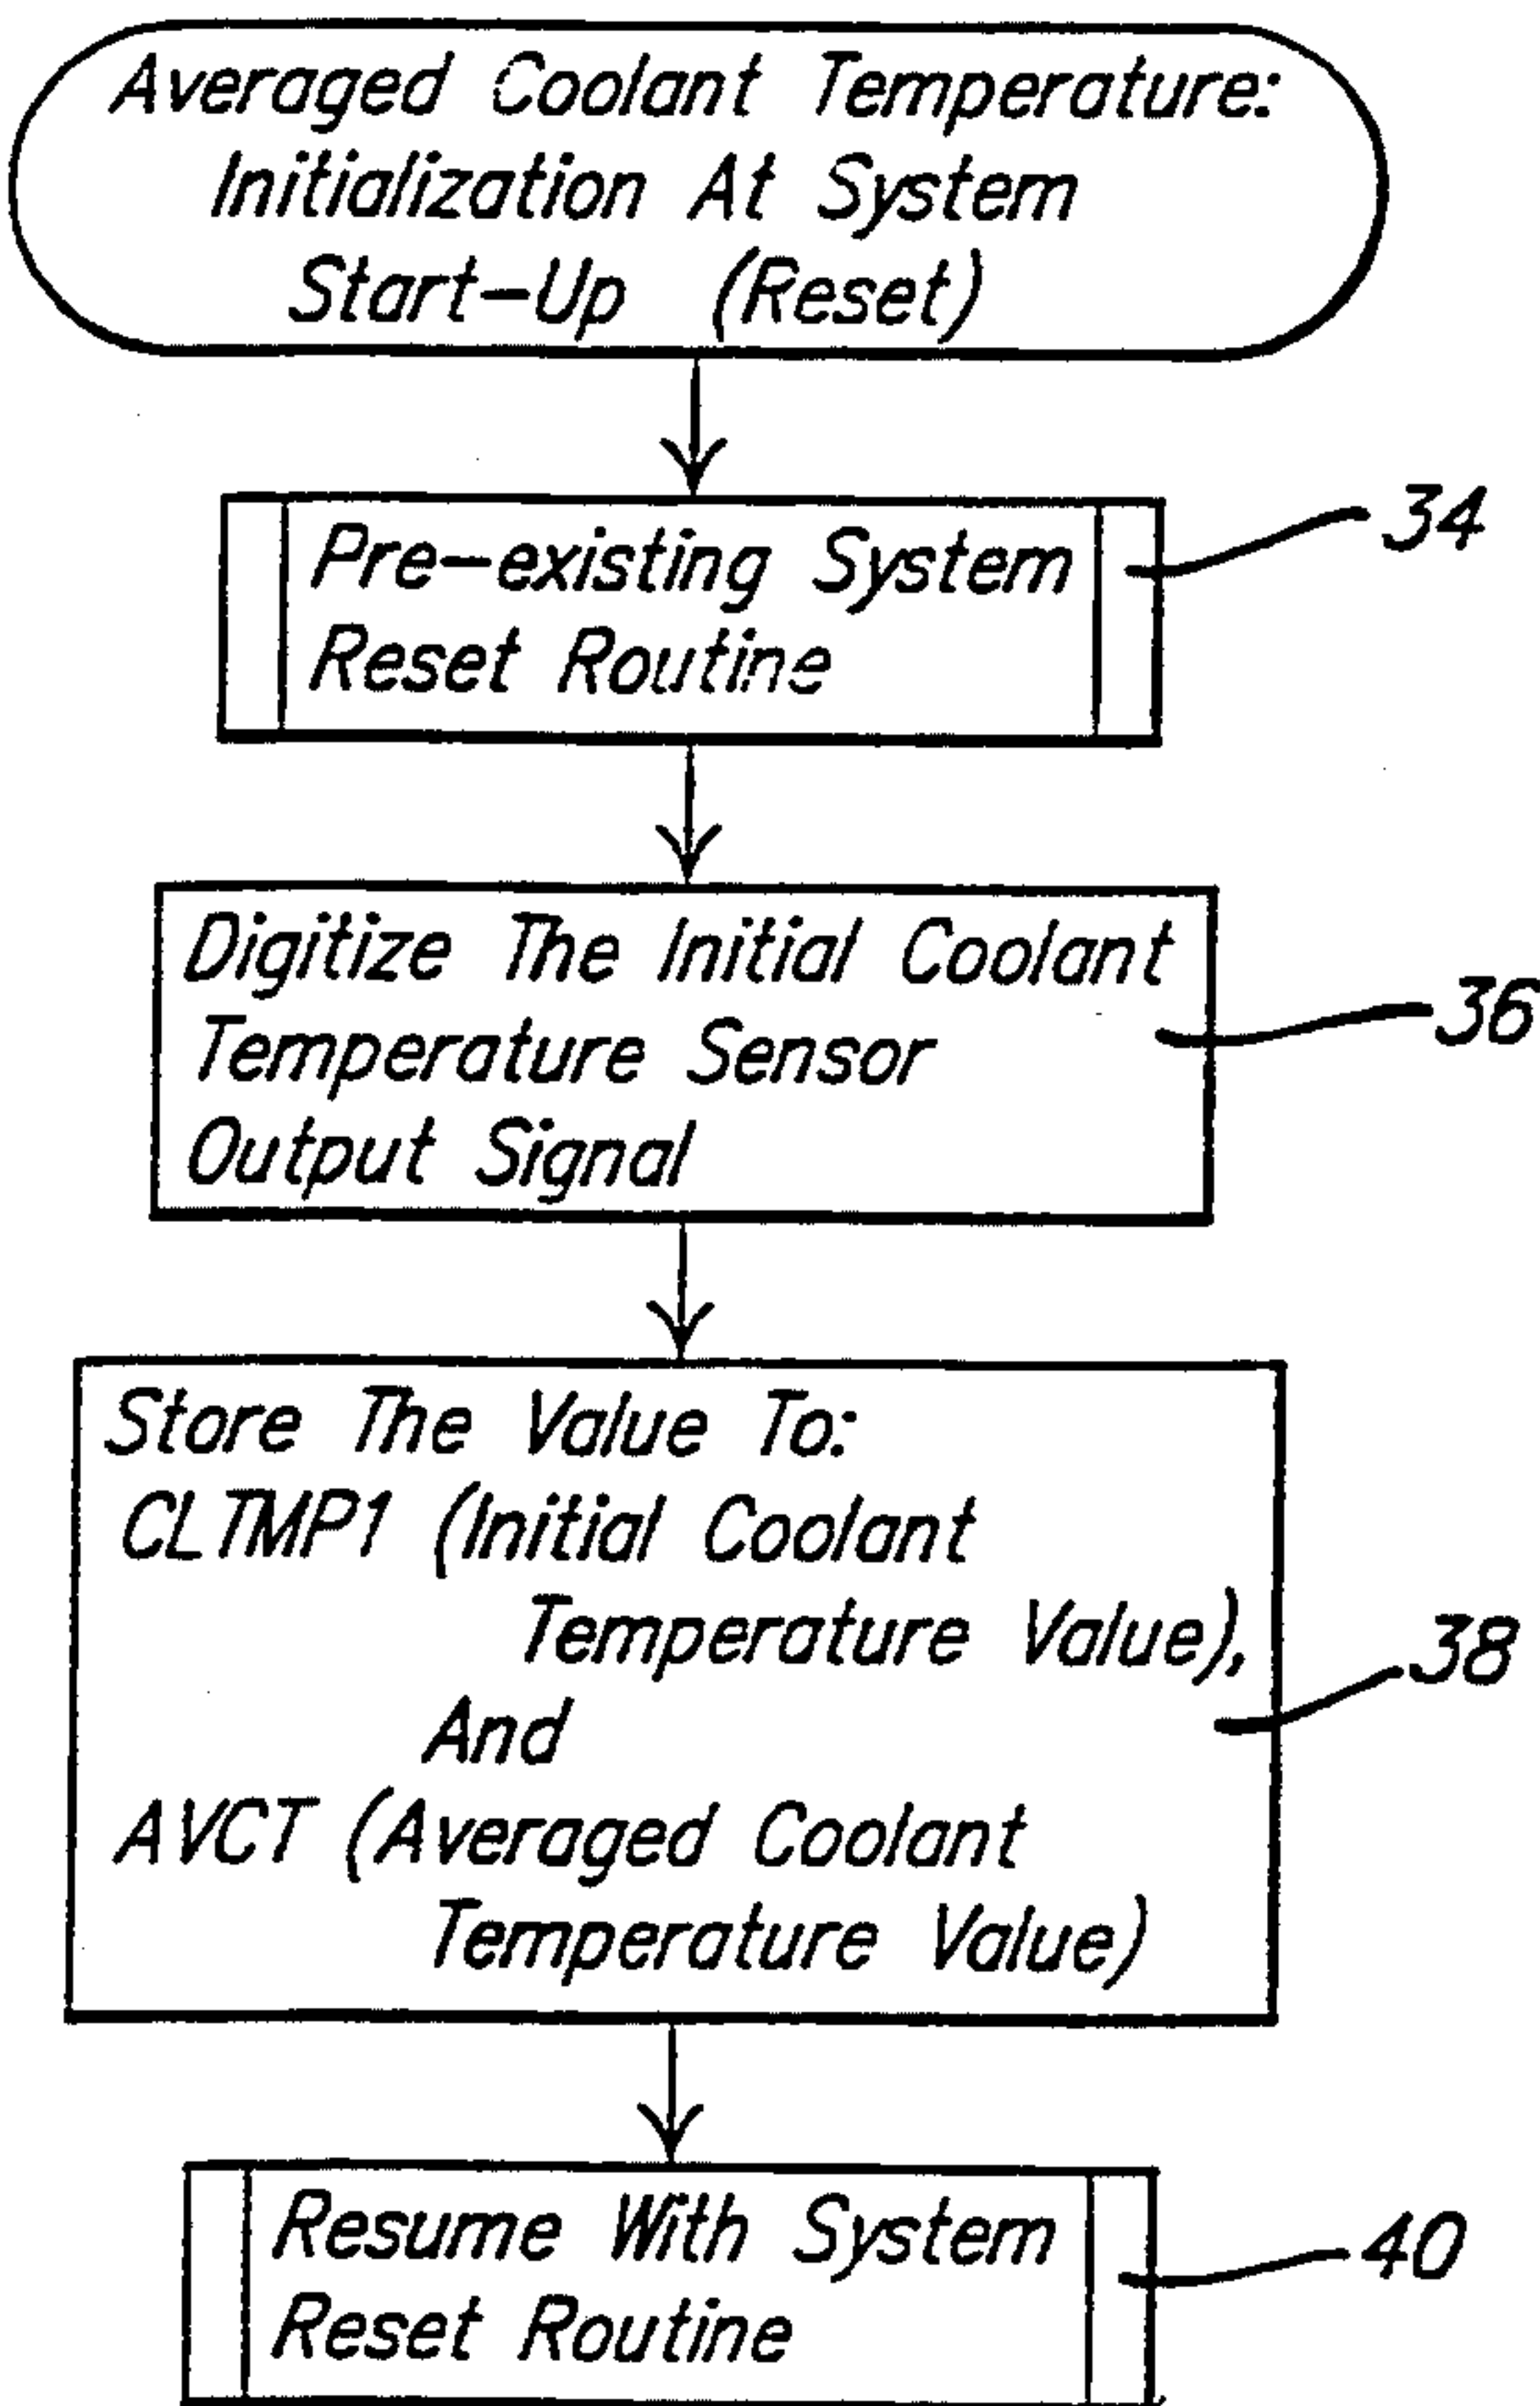 Averaged Coolant Temperature:
Initialization At System
Start-Up (Reset)
Pre-existing System
Reset Routine
34
Digitize The Initial Coolant
Temperature Sensor
Output Signal
36
Store The Value To:
CLTMP1 (Initial Coolant
Temperature Value),
And
AVCT (Averaged Coolant
Temperature Value)
38
Resume With System
Reset Routine
40